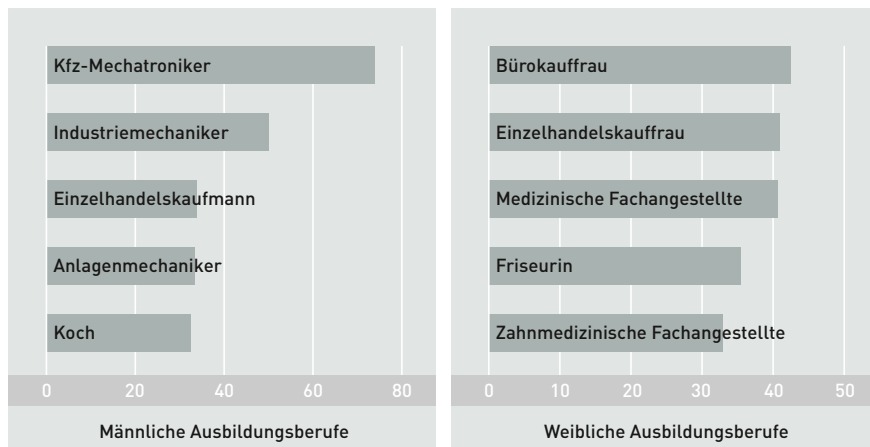 Kfz-Mechatroniker
Industriemechaniker
Einzelhandelskaufmann
Anlagenmechaniker
Koch
0 20 40 60 80
Männliche Ausbildungsberufe
Bürokauffrau
Einzelhandelskauffrau
Medizinische Fachangestellte
Friseurin
Zahnmedizinische Fachangestellte
0 10 20 30 40 50
Weibliche Ausbildungsberufe